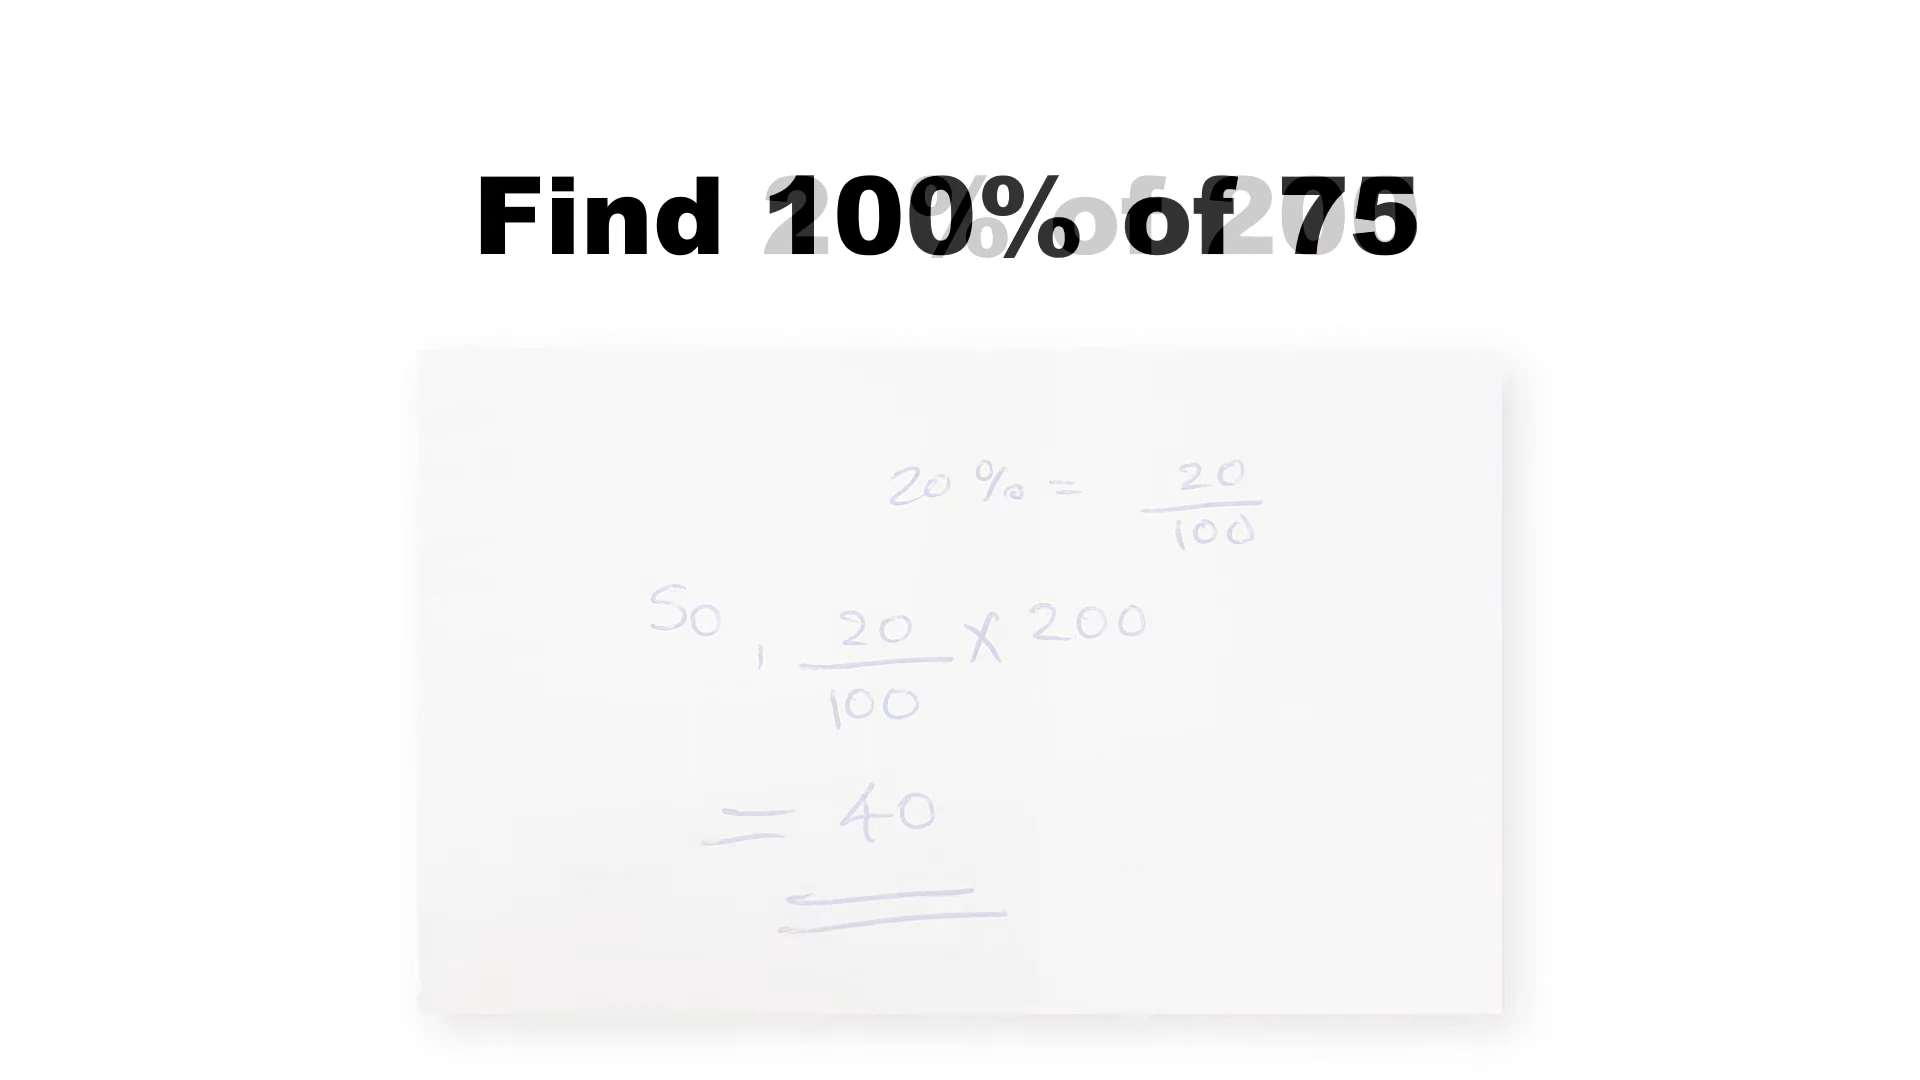 Find 100% of 75
20% = 20/100
So, 20/100 x 200
= 40